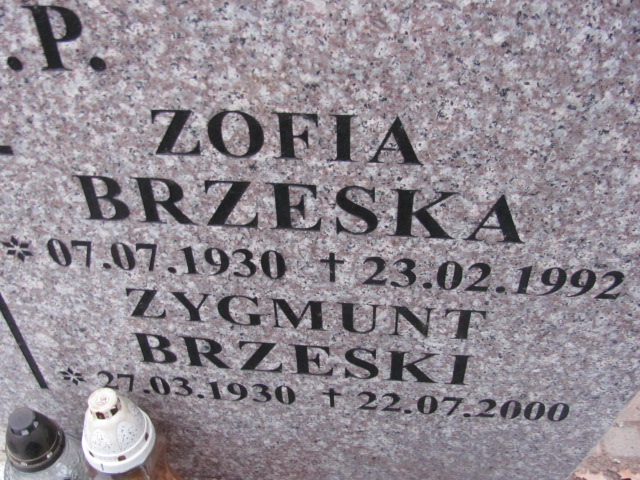 .P.
ZOFIA
BRZESKA
* 07.07.1930 † 23.02.1992
ZYGMUNT
BRZESKI
* 27.03.1930 † 22.07.2000